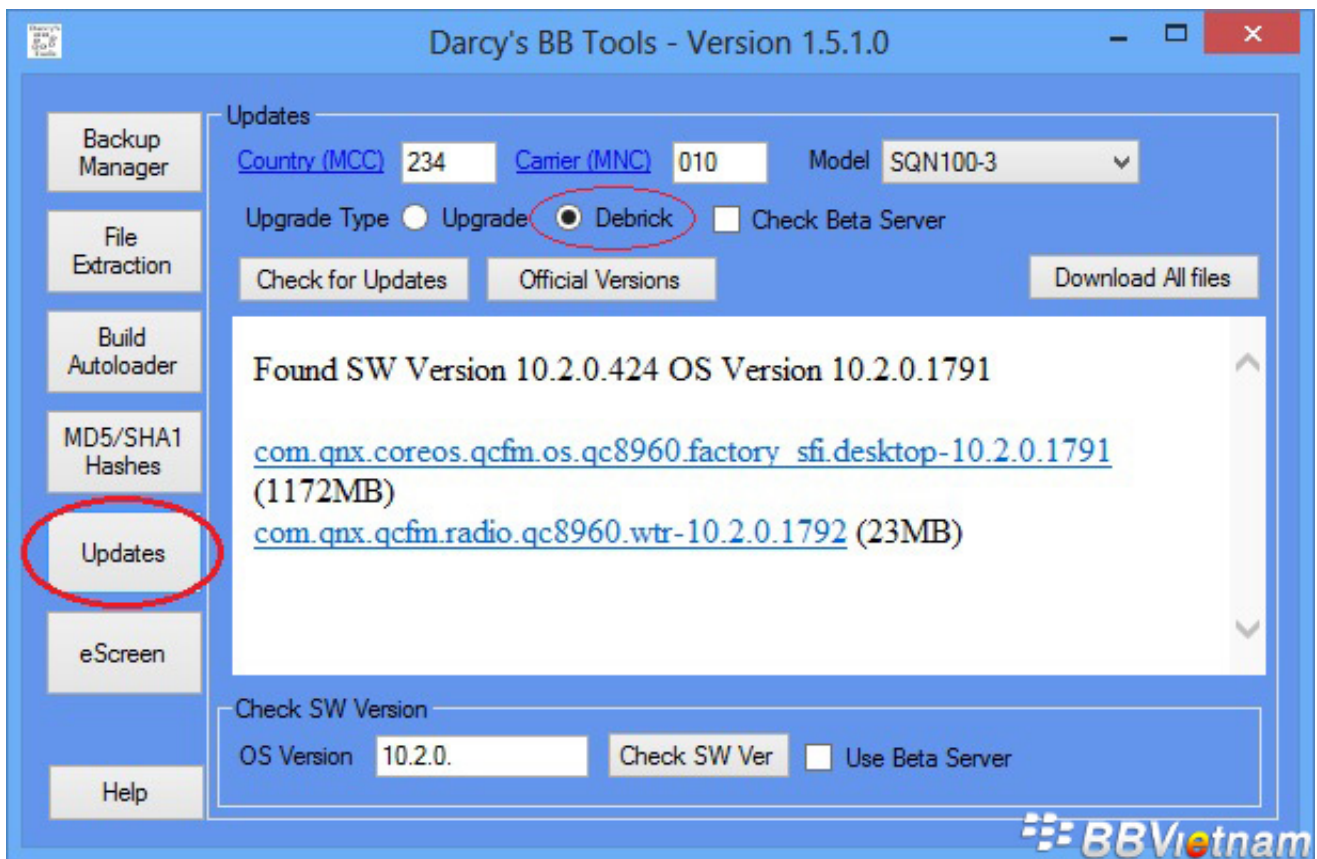 Darcy's BB Tools - Version 1.5.1.0
Backup
Manager
File
Extraction
Build
Autoloader
MD5/SHA1
Hashes
Updates
eScreen
Help
Updates
Country (MCC) 234 Carrier (MNC) 010 Model SQN100-3
Upgrade Type Upgrade Debrick Check Beta Server
Check for Updates Official Versions Download All files
Found SW Version 10.2.0.424 OS Version 10.2.0.1791
com.qnx.coreos.qcfm.os.qc8960.factory_sfi.desktop-10.2.0.1791
(1172MB)
com.qnx.qcfm.radio.qc8960.wtr-10.2.0.1792 (23MB)
Check SW Version
OS Version 10.2.0. Check SW Ver Use Beta Server
BBVietnam